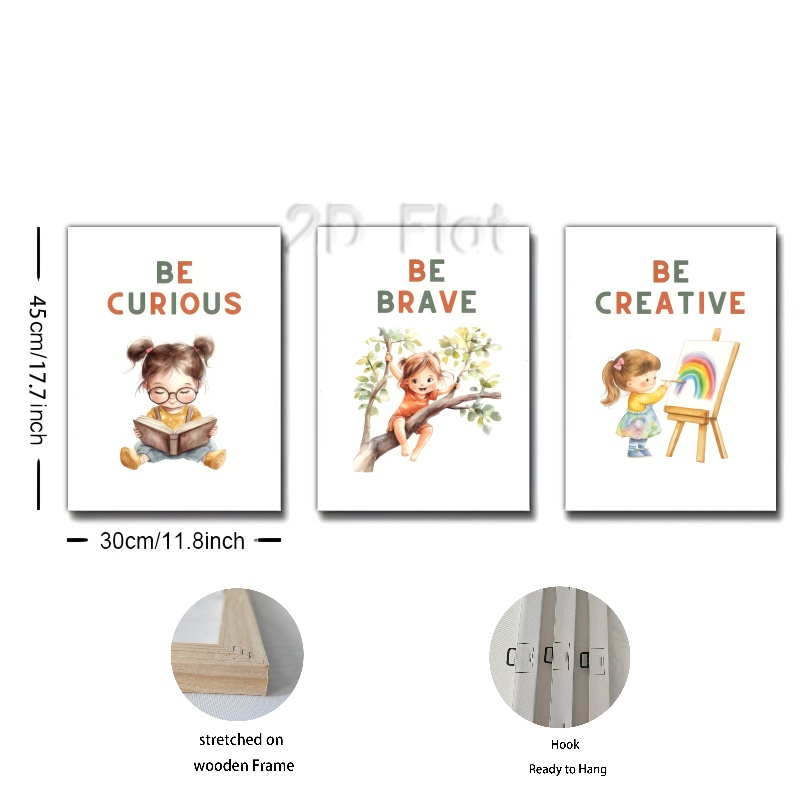 2D Flat
BE
CURIOUS
BE
BRAVE
BE
CREATIVE
45cm/17.7inch
30cm/11.8inch
stretched on
wooden Frame
Hook
Ready to Hang